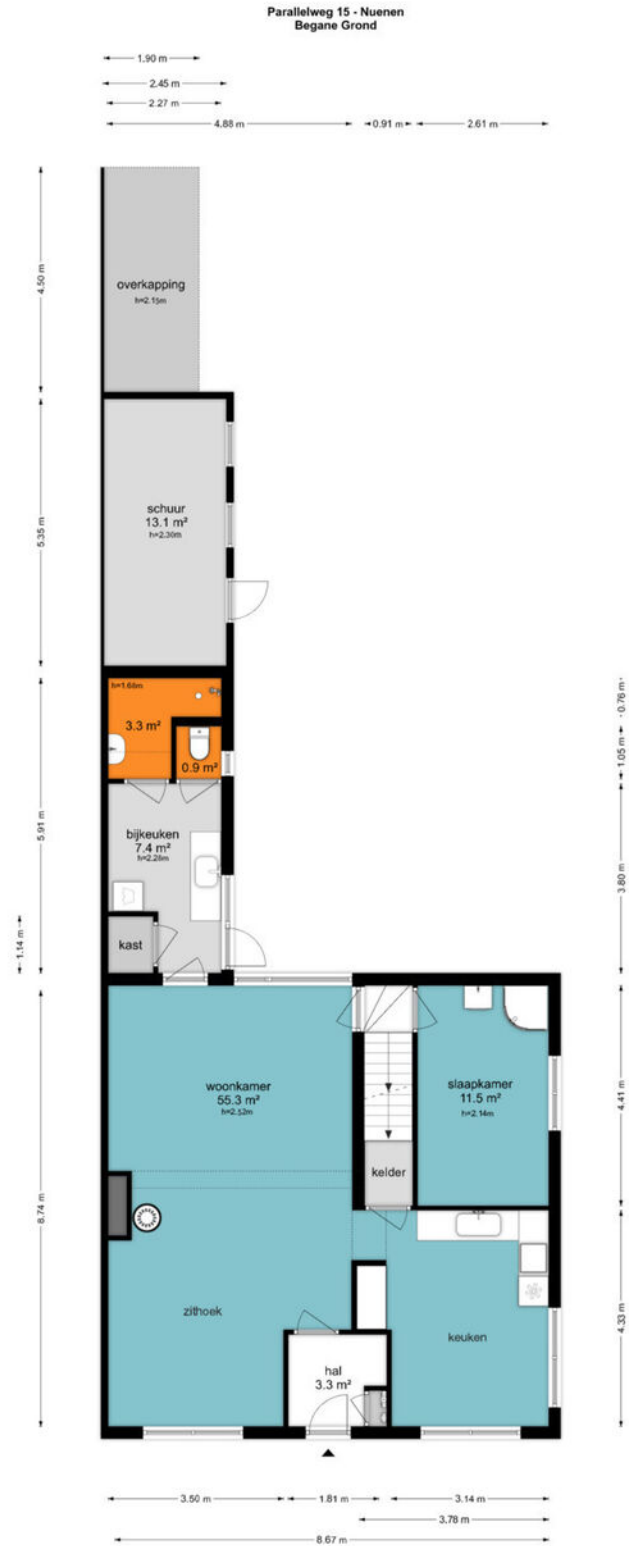 Parallelweg 15 - Nuenen
Begane Grond
1.90 m
2.45 m
2.27 m
4.88 m
0.91 m
2.61 m
4.50 m
overkapping
h=2.15m
5.35 m
schuur
13.1 m²
h=2.30m
h=1.68m
3.3 m²
0.9 m²
0.76 m
1.05 m
5.91 m
bijkeuken
7.4 m²
h=2.28m
3.80 m
1.14 m
kast
woonkamer
55.3 m²
h=2.52m
slaapkamer
11.5 m²
h=2.14m
4.41 m
kelder
8.74 m
zithoek
keuken
4.33 m
hal
3.3 m²
3.50 m
1.81 m
3.14 m
3.78 m
8.67 m